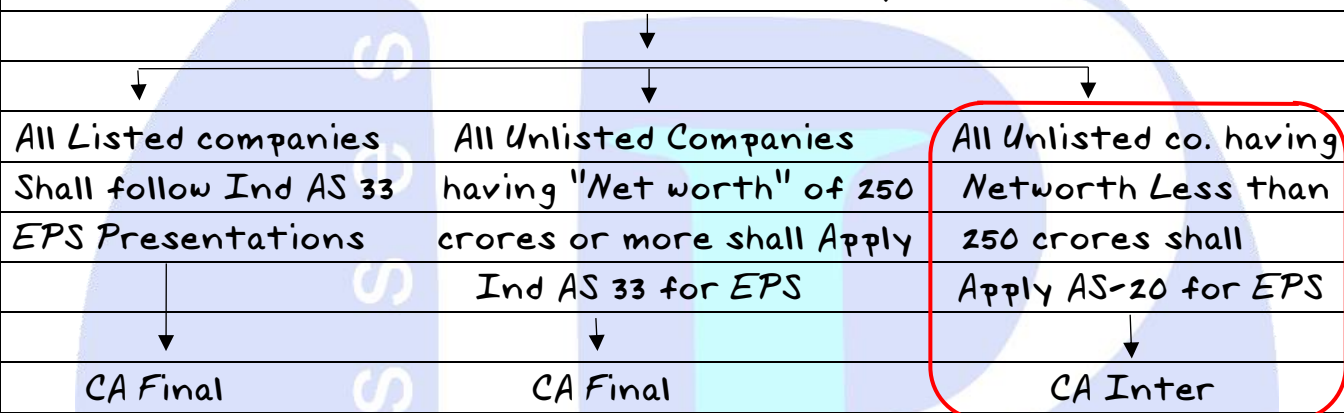 All Listed companies
Shall follow Ind AS 33
EPS Presentations
CA Final
All Unlisted Companies
having "Net worth" of 250
crores or more shall Apply
Ind AS 33 for EPS
CA Final
All Unlisted co. having
Networth Less than
250 crores shall
Apply AS-20 for EPS
CA Inter